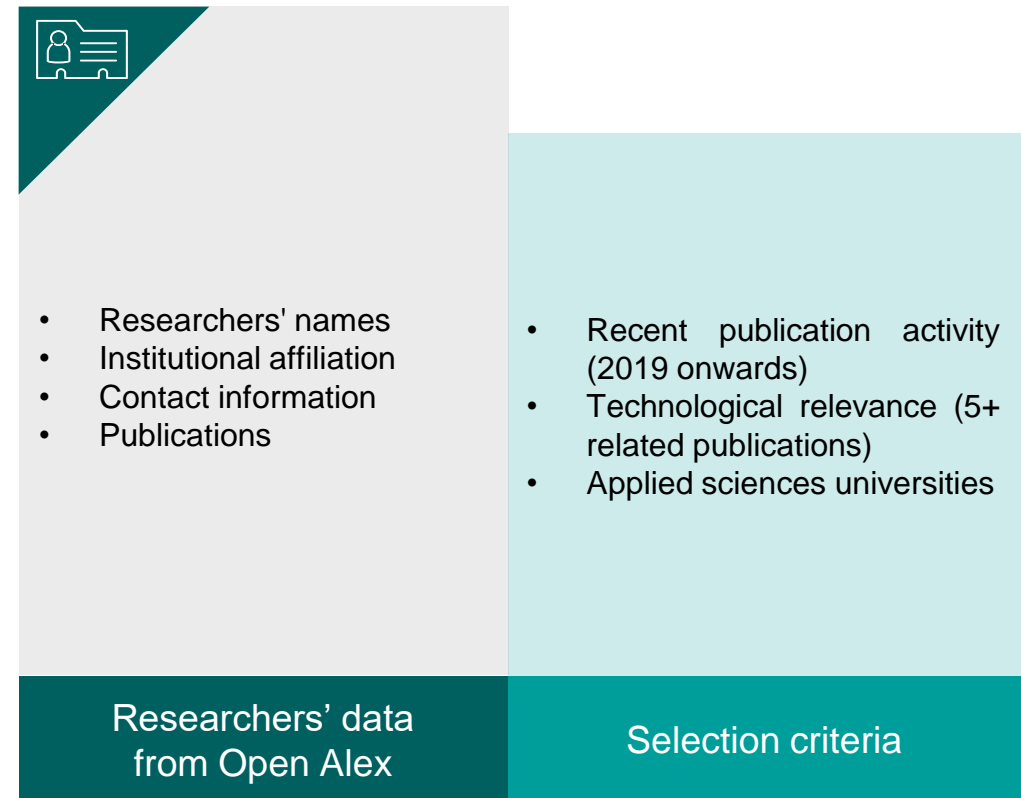 • Researchers' names
• Institutional affiliation
• Contact information
• Publications
Researchers’ data
from Open Alex
• Recent publication activity
(2019 onwards)
• Technological relevance (5+
related publications)
• Applied sciences universities
Selection criteria